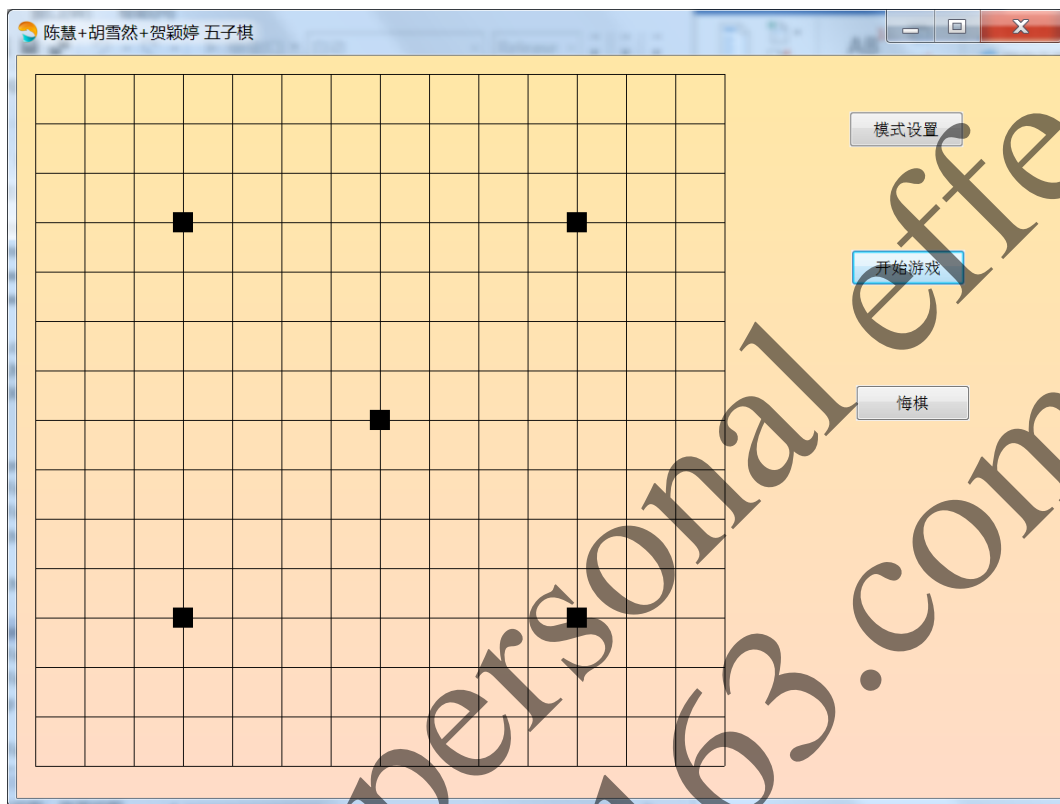 陈慧+胡雪然+贺颖婷 五子棋
模式设置
开始游戏
悔棋
personal effe
163.com